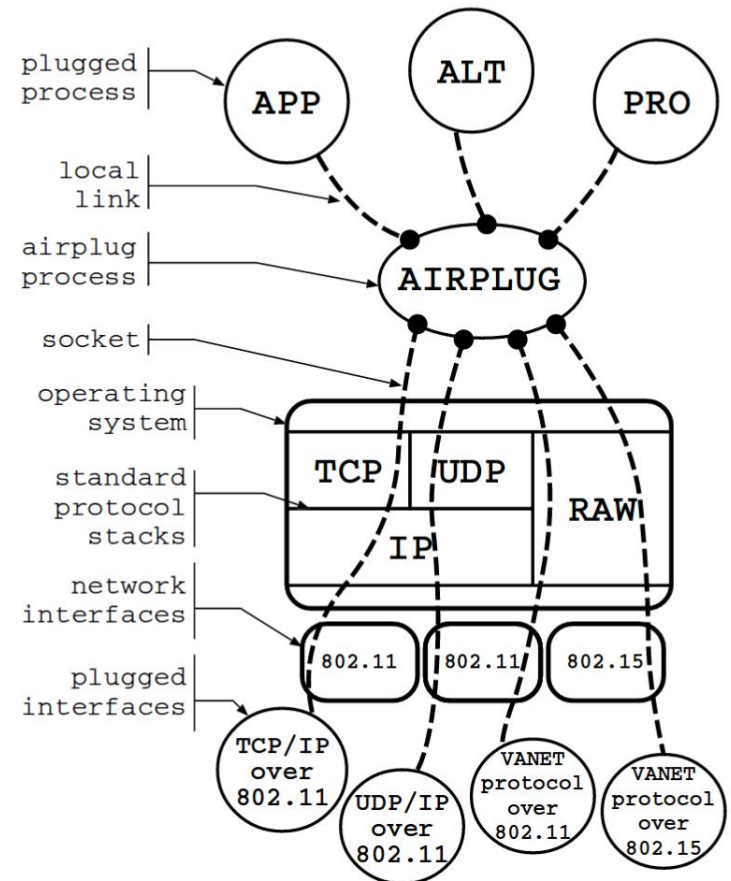 plugged
process
APP
ALT
PRO
local
link
airplug
process
AIRPLUG
socket
operating
system
standard
protocol
stacks
TCP
UDP
RAW
IP
network
interfaces
802.11
802.11
802.15
plugged
interfaces
TCP/IP
over
802.11
UDP/IP
over
802.11
VANET
protocol
over
802.11
VANET
protocol
over
802.15